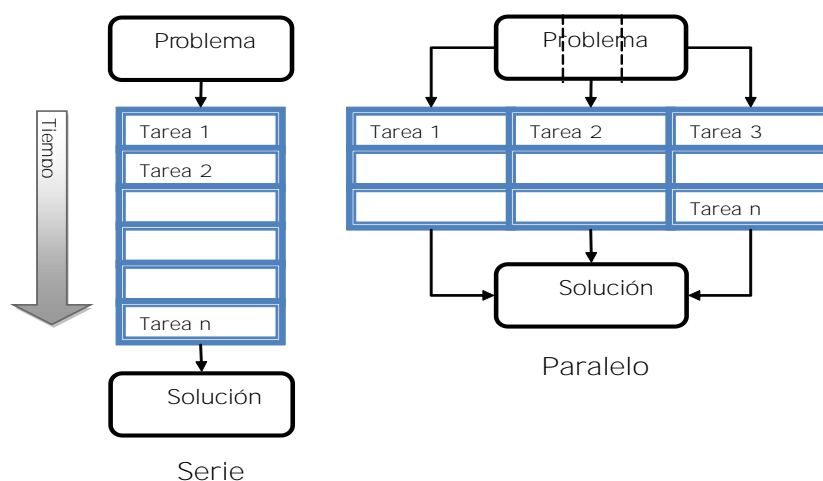 Problema
Tiempo
Tarea 1
Tarea 2
Tarea n
Solución
Serie
Problema
Tarea 1
Tarea 2
Tarea 3
Tarea n
Solución
Paralelo